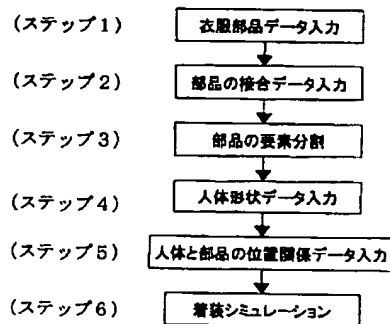 (ステップ1) 衣服部品データ入力
(ステップ2) 部品の接合データ入力
(ステップ3) 部品の要素分割
(ステップ4) 人体形状データ入力
(ステップ5) 人体と部品の位置関係データ入力
(ステップ6) 着装シミュレーション